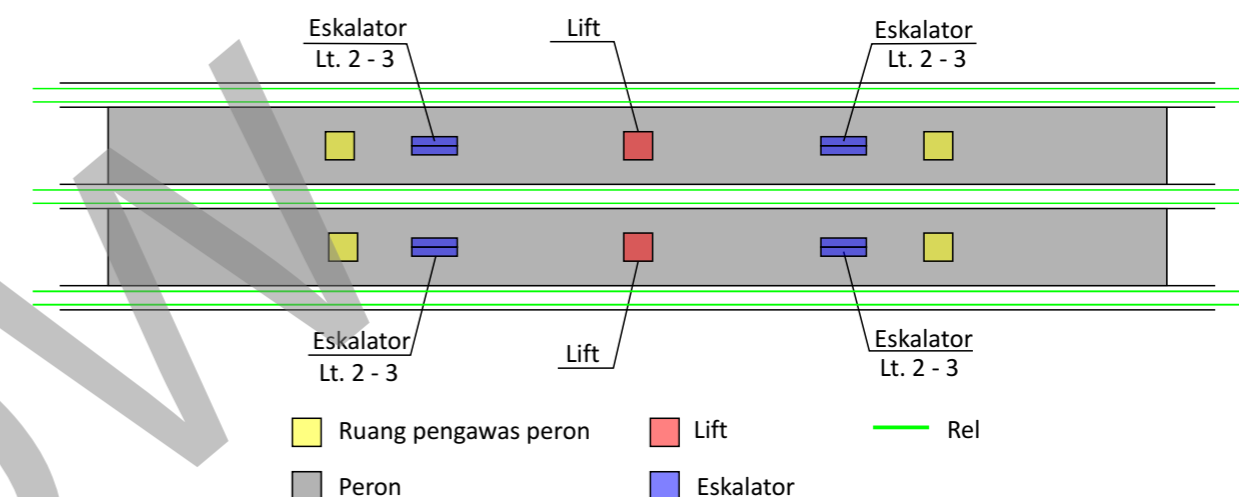 Eskalator
Lt. 2 - 3
Lift
Eskalator
Lt. 2 - 3
Eskalator
Lt. 2 - 3
Lift
Eskalator
Lt. 2 - 3
Ruang pengawas peron
Lift
Rel
Peron
Eskalator